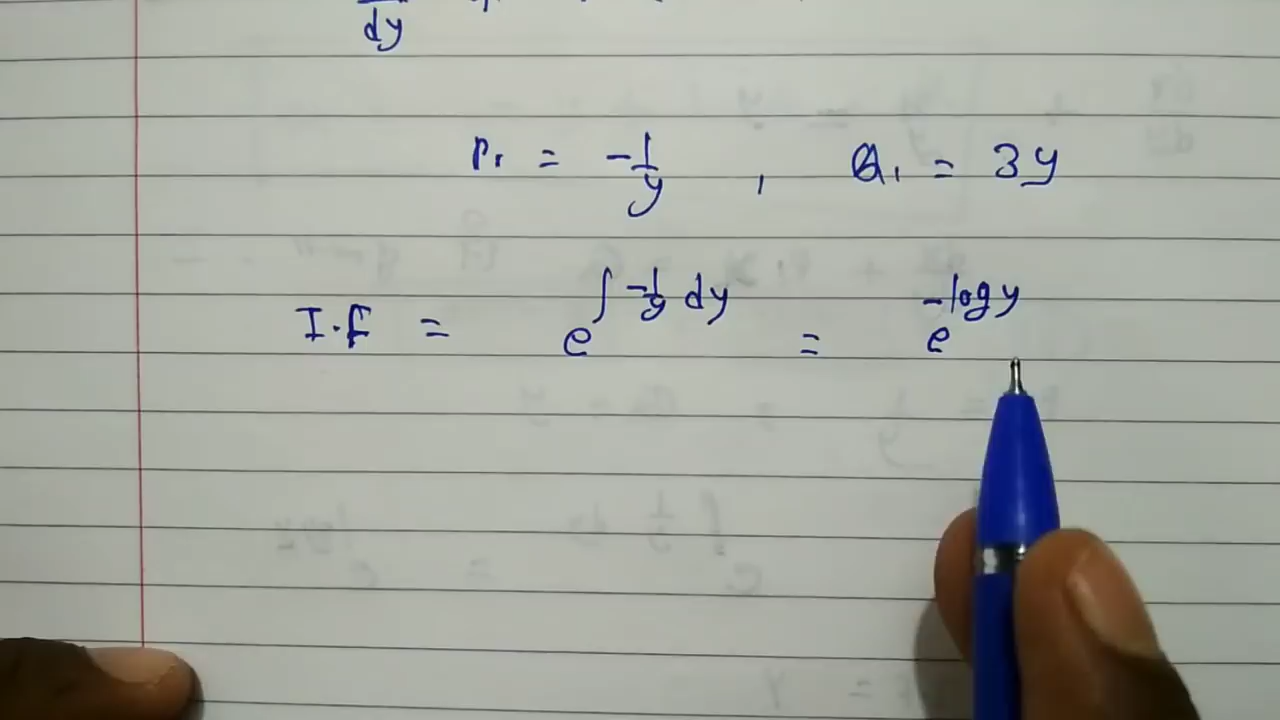 dy
P₁ = -1/y , Q₁ = 3y
I.F = e^∫ -1/y dy = e^-log y